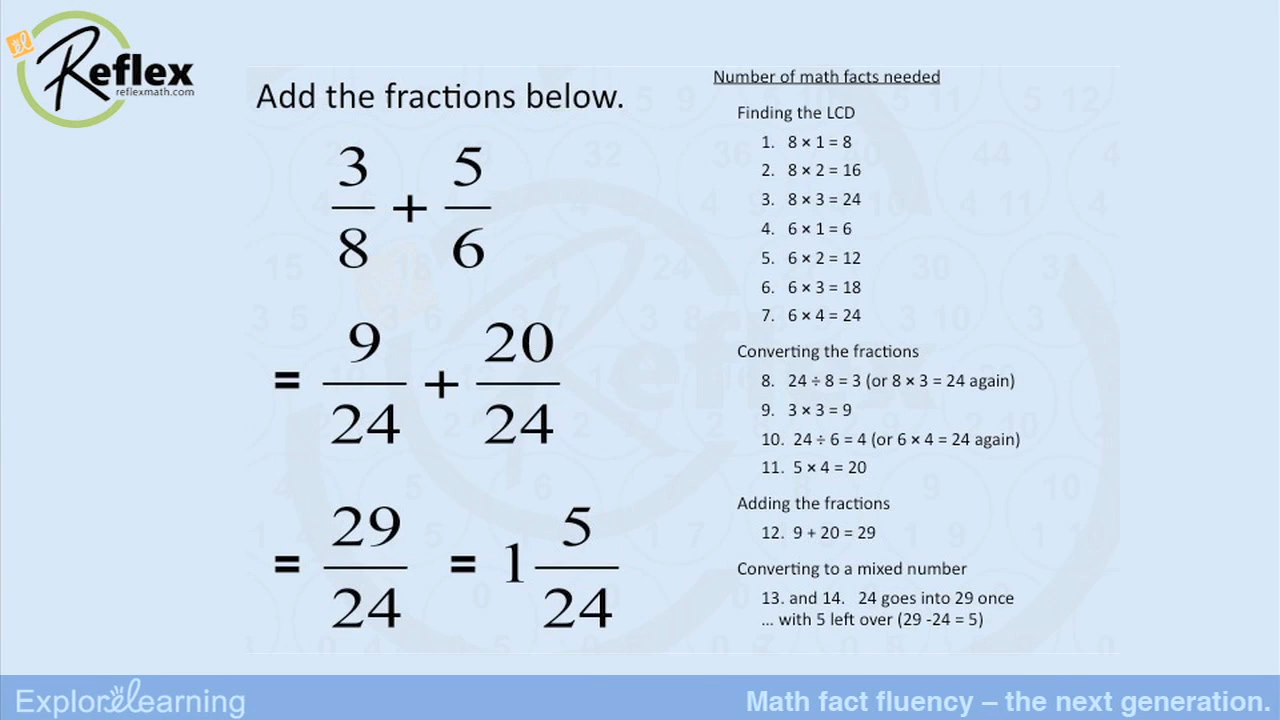 Reflex
reflexmath.com
Add the fractions below.
3/8 + 5/6
= 9/24 + 20/24
= 29/24 = 1 5/24
Number of math facts needed
Finding the LCD
1. 8 × 1 = 8
2. 8 × 2 = 16
3. 8 × 3 = 24
4. 6 × 1 = 6
5. 6 × 2 = 12
6. 6 × 3 = 18
7. 6 × 4 = 24
Converting the fractions
8. 24 ÷ 8 = 3 (or 8 × 3 = 24 again)
9. 3 × 3 = 9
10. 24 ÷ 6 = 4 (or 6 × 4 = 24 again)
11. 5 × 4 = 20
Adding the fractions
12. 9 + 20 = 29
Converting to a mixed number
13. and 14. 24 goes into 29 once
... with 5 left over (29 -24 = 5)
ExploreLearning
Math fact fluency – the next generation.